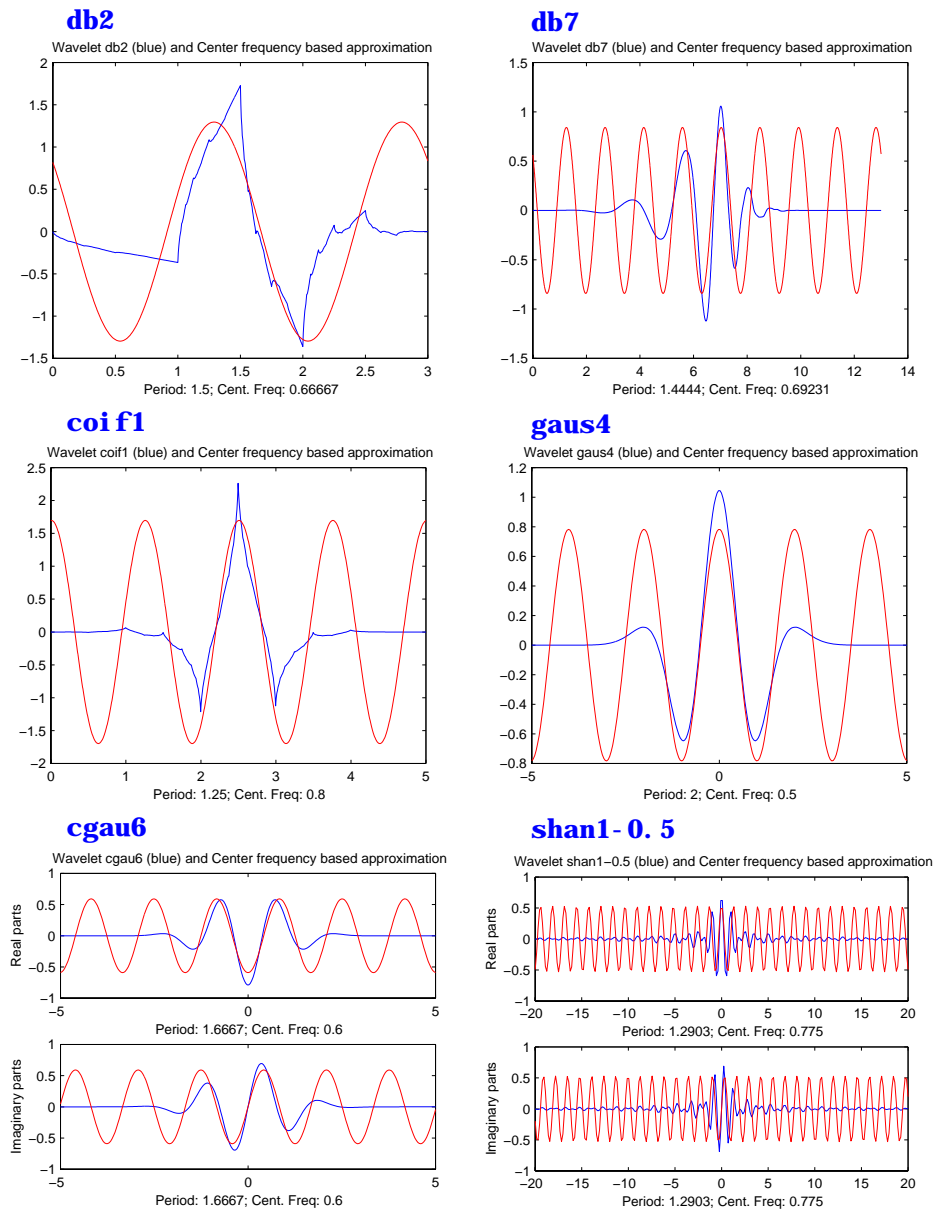 db2
Wavelet db2 (blue) and Center frequency based approximation
2
1.5
1
0.5
0
−0.5
−1
−1.5
0 0.5 1 1.5 2 2.5 3
Period: 1.5; Cent. Freq: 0.66667
db7
Wavelet db7 (blue) and Center frequency based approximation
1.5
1
0.5
0
−0.5
−1
−1.5
0 2 4 6 8 10 12 14
Period: 1.4444; Cent. Freq: 0.69231
coif1
Wavelet coif1 (blue) and Center frequency based approximation
2.5
2
1.5
1
0.5
0
−0.5
−1
−1.5
−2
0 1 2 3 4 5
Period: 1.25; Cent. Freq: 0.8
gaus4
Wavelet gaus4 (blue) and Center frequency based approximation
1.2
1
0.8
0.6
0.4
0.2
0
−0.2
−0.4
−0.6
−0.8
−5 0 5
Period: 2; Cent. Freq: 0.5
cgau6
Wavelet cgau6 (blue) and Center frequency based approximation
Real parts
1
0.5
0
−0.5
−1
−5 0 5
Period: 1.6667; Cent. Freq: 0.6
Imaginary parts
1
0.5
0
−0.5
−1
−5 0 5
Period: 1.6667; Cent. Freq: 0.6
shan1-0.5
Wavelet shan1−0.5 (blue) and Center frequency based approximation
Real parts
1
0.5
0
−0.5
−1
−20 −15 −10 −5 0 5 10 15 20
Period: 1.2903; Cent. Freq: 0.775
Imaginary parts
1
0.5
0
−0.5
−1
−20 −15 −10 −5 0 5 10 15 20
Period: 1.2903; Cent. Freq: 0.775